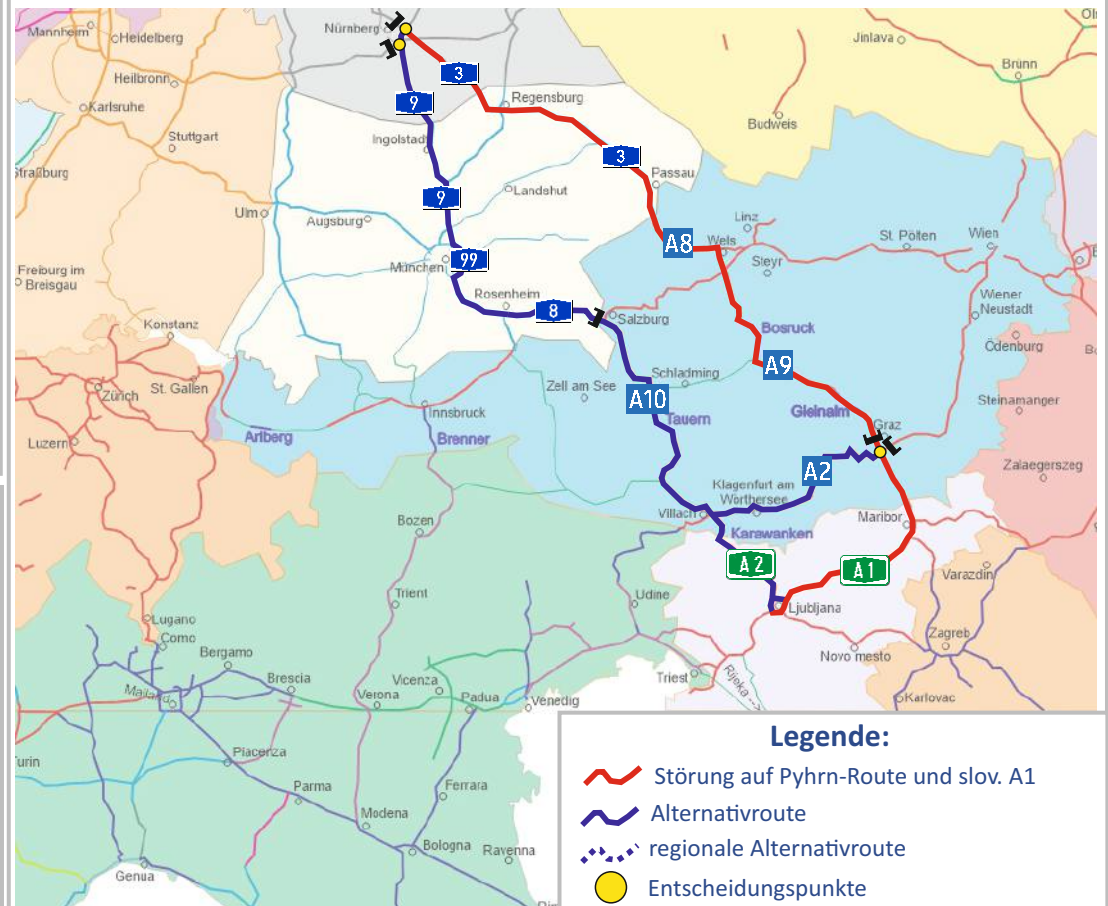 Mannheim
Heidelberg
Nürnberg
Jinlava
Brünn
Heilbronn
3
9
Regensburg
Karlsruhe
Budweis
Stuttgart
Ingolstadt
3
Straßburg
Passau
9
Landshut
Ulm
Augsburg
Linz
A8
Wels
St. Pölten
Wien
99
München
Steyr
Freiburg im
Breisgau
Rosenheim
8
Salzburg
Wiener
Neustadt
Konstanz
Bosruck
Ödenburg
A9
Zürich
St. Gallen
Zell am See
Schladming
A10
Steinamanger
Innsbruck
Tauern
Gleinalm
Graz
Luzern
Arlberg
Brenner
A2
Zalaegerszeg
Klagenfurt am
Wörthersee
Villach
Maribor
Bozen
Karawanken
A 2
A1
Varazdin
Trient
Udine
Ljubljana
Lugano
Como
Zagreb
Bergamo
Novo mesto
Brescia
Vicenza
Triest
Rijeka --->
Mailand
Verona
Padua
Venedig
Karlovac
Legende:
Piacenza
Störung auf Pyhrn-Route und slov. A1
Parma
Ferrara
Alternativroute
Modena
Bologna
Ravenna
regionale Alternativroute
Genua
Entscheidungspunkte